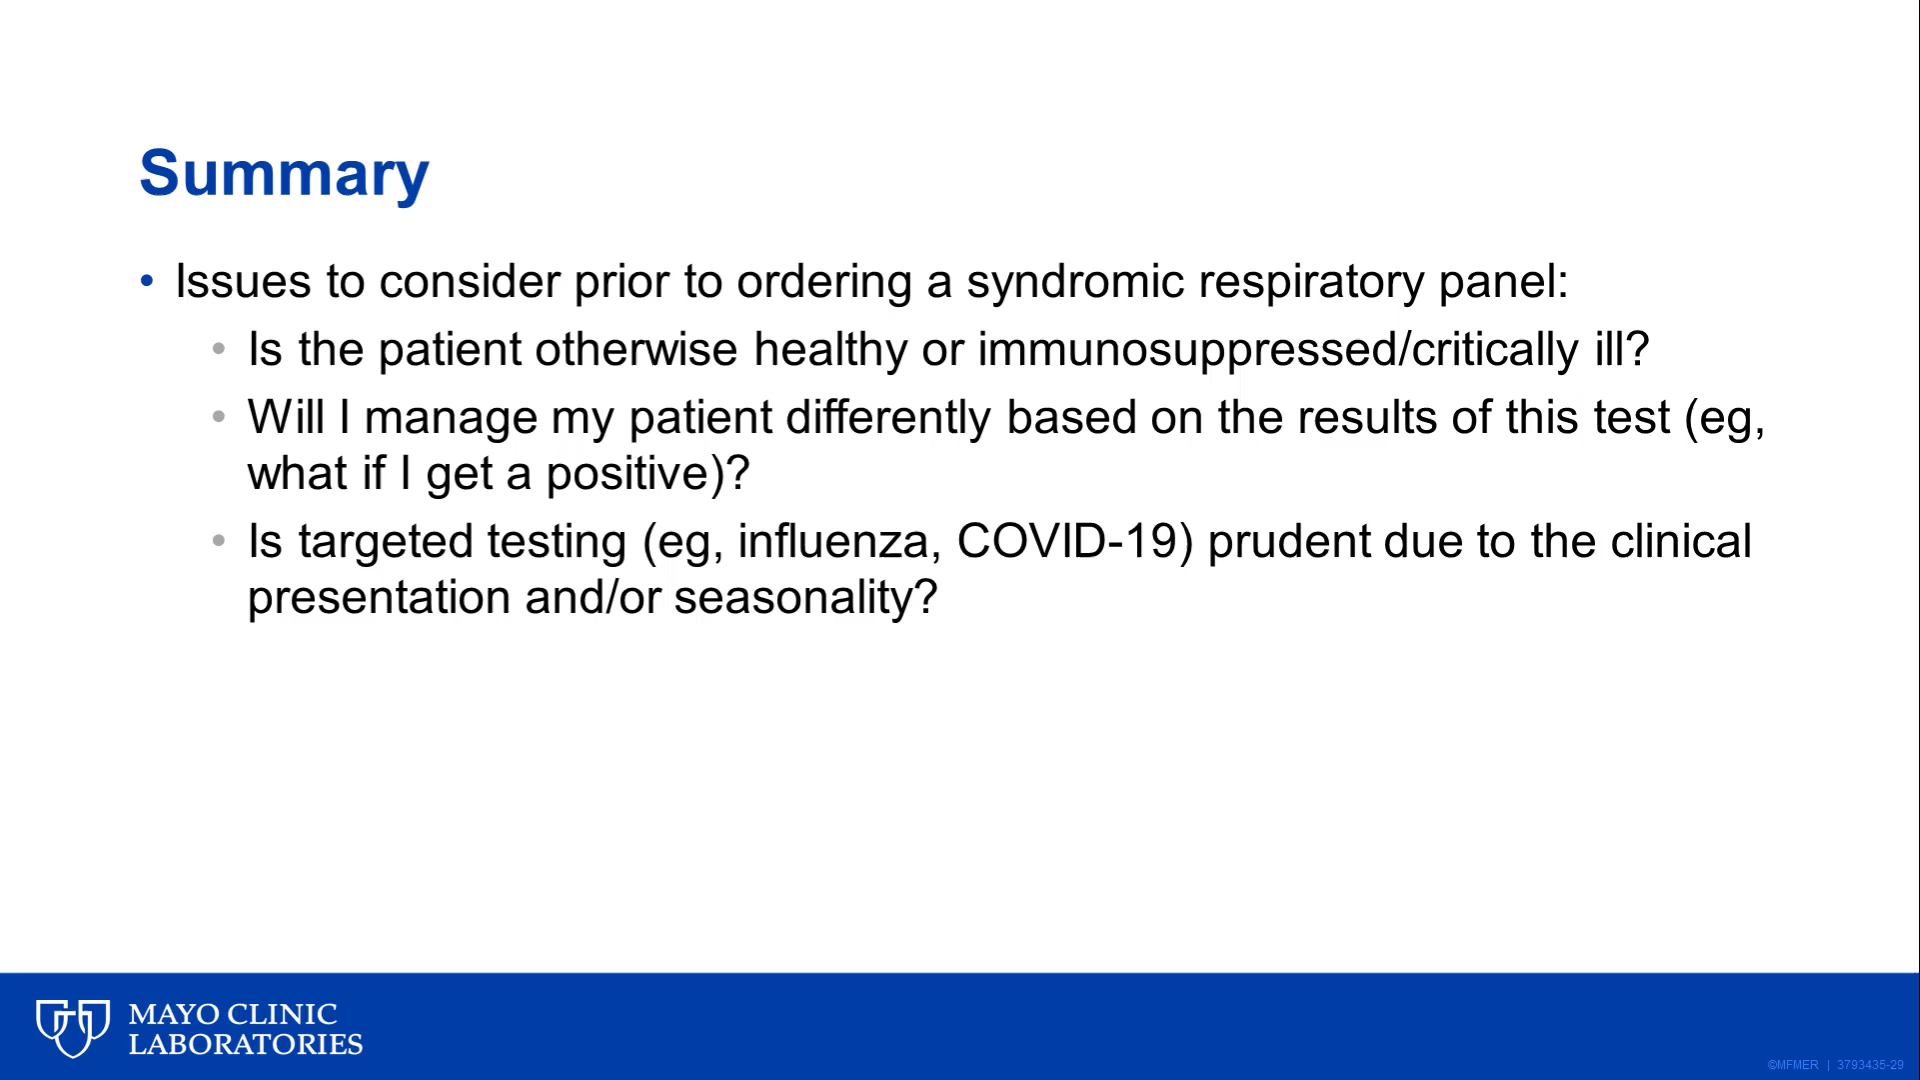 Summary
• Issues to consider prior to ordering a syndromic respiratory panel:
• Is the patient otherwise healthy or immunosuppressed/critically ill?
• Will I manage my patient differently based on the results of this test (eg,
what if I get a positive)?
• Is targeted testing (eg, influenza, COVID-19) prudent due to the clinical
presentation and/or seasonality?
MAYO CLINIC
LABORATORIES
©MFMER | 3793435-29